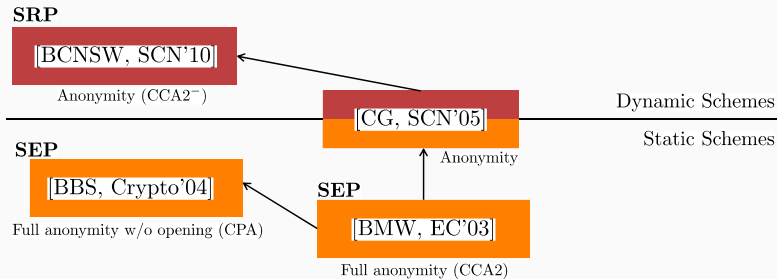 SRP
[BCNSW, SCN'10]
Anonymity (CCA2⁻)
Dynamic Schemes
[CG, SCN'05]
Static Schemes
Anonymity
SEP
[BBS, Crypto'04]
Full anonymity w/o opening (CPA)
SEP
[BMW, EC'03]
Full anonymity (CCA2)